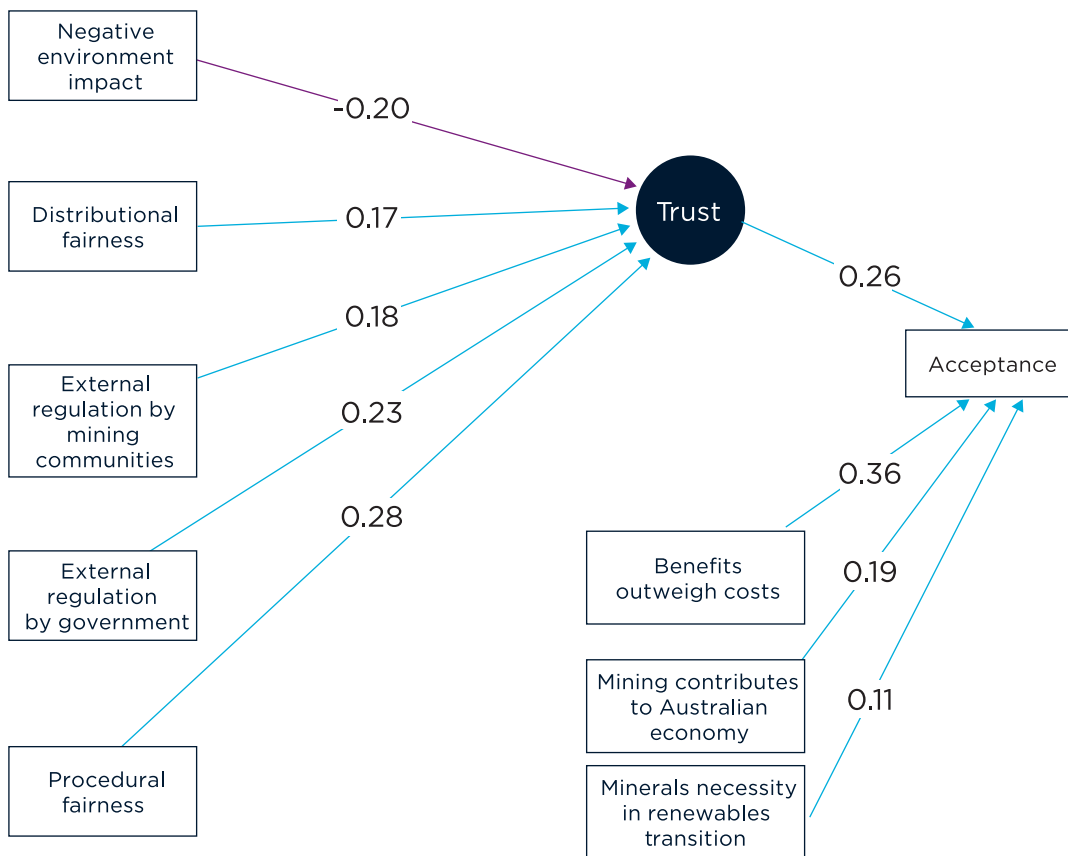 Negative
environment
impact
-0.20
Distributional
fairness
0.17
Trust
0.18
0.26
External
regulation by
mining
communities
Acceptance
0.23
0.36
0.28
External
regulation
by government
Benefits
outweigh costs
0.19
Mining contributes
to Australian
economy
0.11
Procedural
fairness
Minerals necessity
in renewables
transition